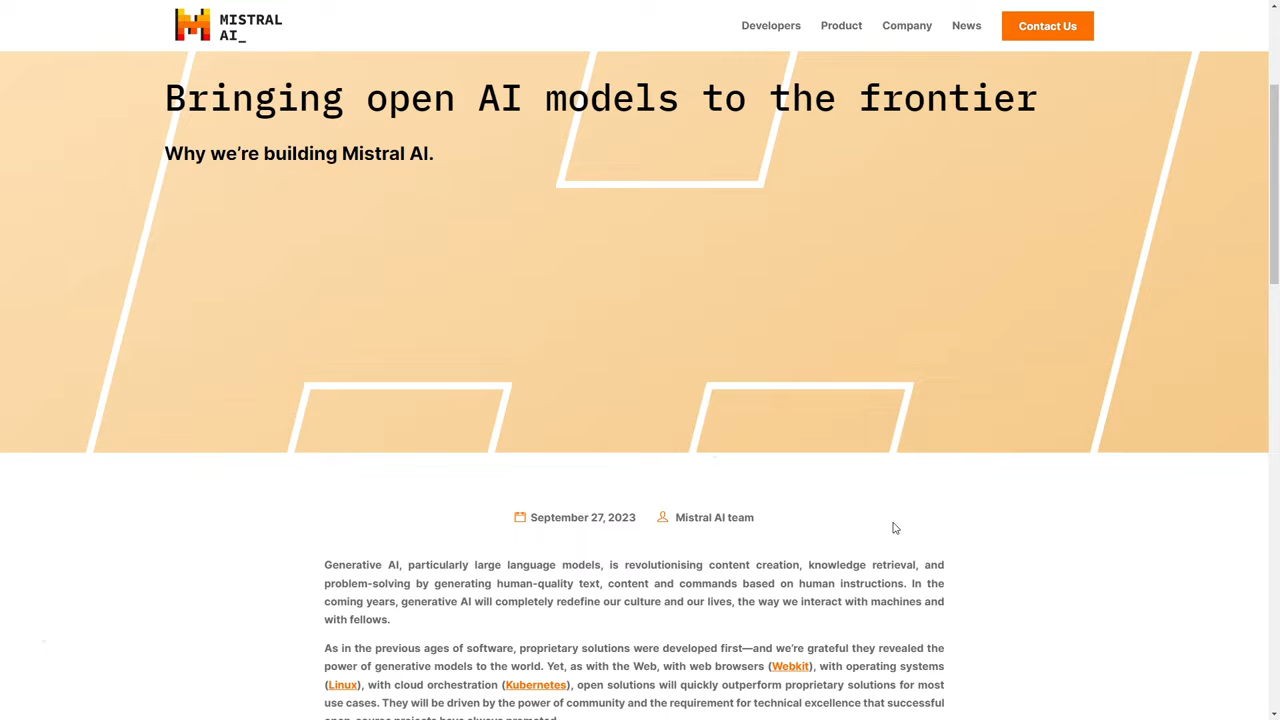 MISTRAL
AI_
Developers Product Company News Contact Us
Bringing open AI models to the frontier
Why we’re building Mistral AI.
September 27, 2023 Mistral AI team
Generative AI, particularly large language models, is revolutionising content creation, knowledge retrieval, and
problem-solving by generating human-quality text, content and commands based on human instructions. In the
coming years, generative AI will completely redefine our culture and our lives, the way we interact with machines and
with fellows.
As in the previous ages of software, proprietary solutions were developed first—and we’re grateful they revealed the
power of generative models to the world. Yet, as with the Web, with web browsers (Webkit), with operating systems
(Linux), with cloud orchestration (Kubernetes), open solutions will quickly outperform proprietary solutions for most
use cases. They will be driven by the power of community and the requirement for technical excellence that successful
open-source projects have always promoted.